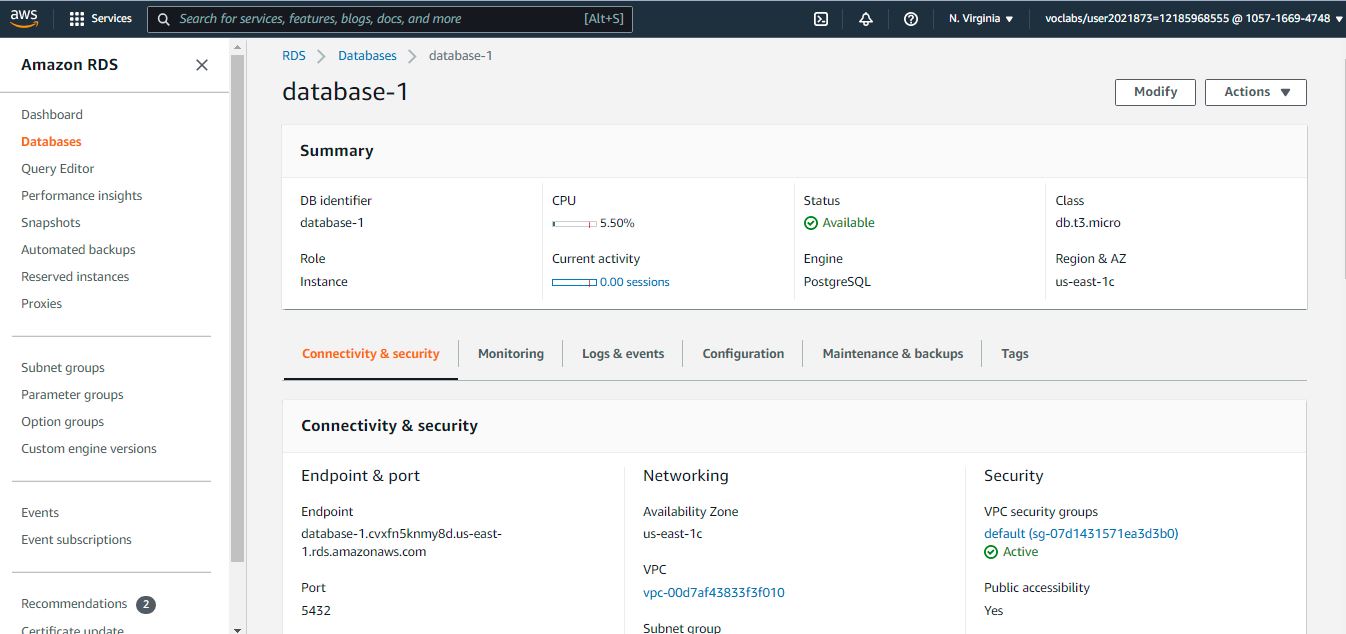 aws
Services
Search for services, features, blogs, docs, and more [Alt+S]
N. Virginia
voclabs/user2021873=12185968555 @ 1057-1669-4748
Amazon RDS
Dashboard
Databases
Query Editor
Performance insights
Snapshots
Automated backups
Reserved instances
Proxies
Subnet groups
Parameter groups
Option groups
Custom engine versions
Events
Event subscriptions
Recommendations 2
Certificate update
RDS > Databases > database-1
database-1
Modify
Actions
Summary
DB identifier
database-1
Role
Instance
CPU
5.50%
Current activity
0.00 sessions
Status
Available
Engine
PostgreSQL
Class
db.t3.micro
Region & AZ
us-east-1c
Connectivity & security
Monitoring
Logs & events
Configuration
Maintenance & backups
Tags
Connectivity & security
Endpoint & port
Endpoint
database-1.cvxfn5knmy8d.us-east-
1.rds.amazonaws.com
Port
5432
Networking
Availability Zone
us-east-1c
VPC
vpc-00d7af43833f3f010
Subnet group
Security
VPC security groups
default (sg-07d1431571ea3d3b0)
Active
Public accessibility
Yes